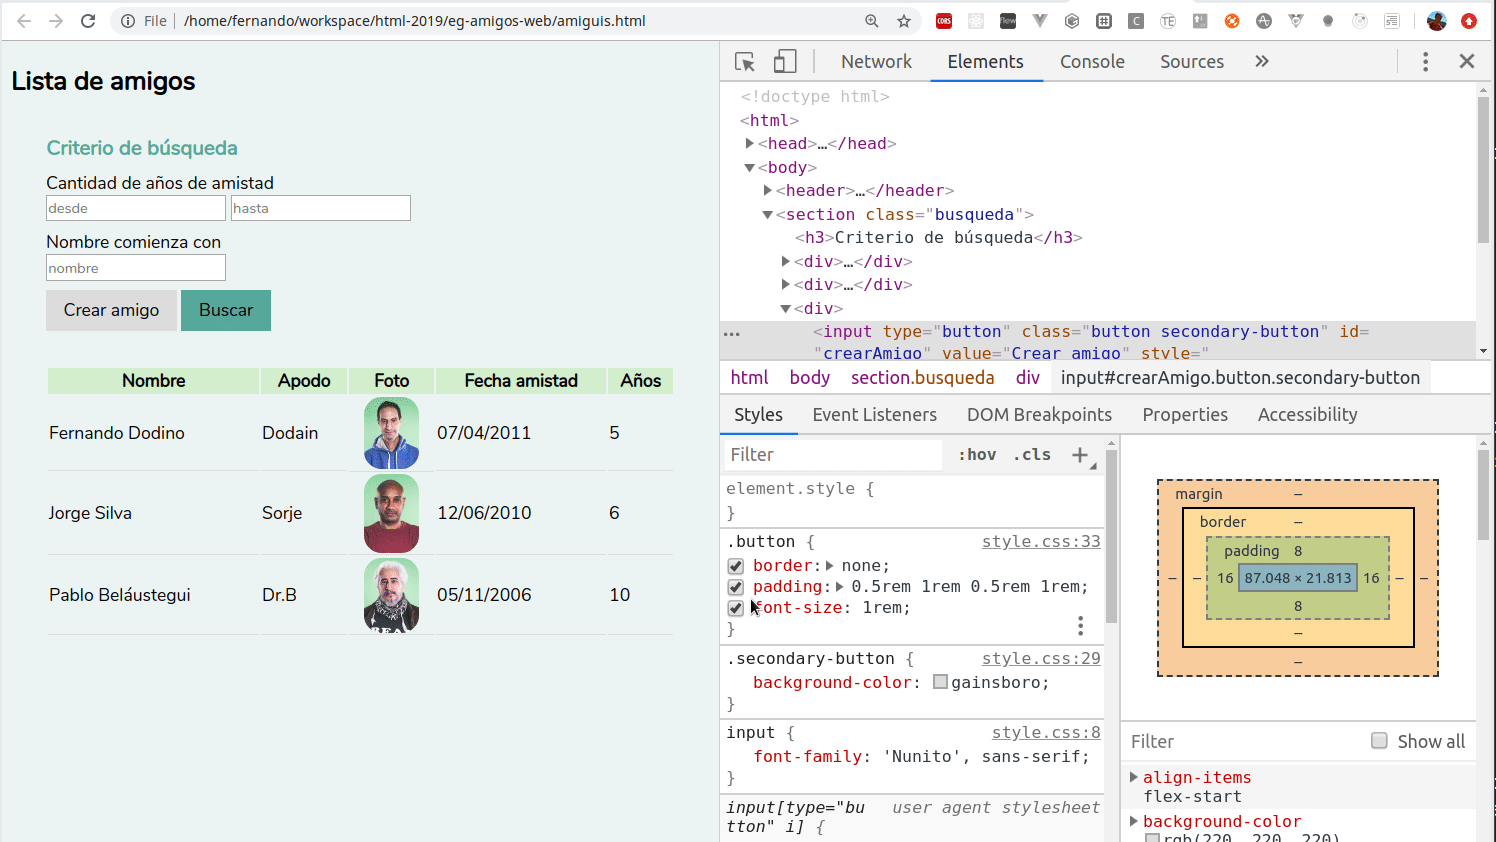 File /home/fernando/workspace/html-2019/eg-amigos-web/amiguis.html
CORS
flew
TE
Lista de amigos
Criterio de búsqueda
Cantidad de años de amistad
desde hasta
Nombre comienza con
nombre
Crear amigo Buscar
Nombre Apodo Foto Fecha amistad Años
Fernando Dodino Dodain 07/04/2011 5
Jorge Silva Sorje 12/06/2010 6
Pablo Beláustegui Dr.B 05/11/2006 10
Network Elements Console Sources »
<!doctype html>
<html>
<head>…</head>
<body>
<header>…</header>
<section class="busqueda">
<h3>Criterio de búsqueda</h3>
<div>…</div>
<div>…</div>
<div>
… <input type="button" class="button secondary-button" id=
"crearAmigo" value="Crear amigo" style="
html body section.busqueda div input#crearAmigo.button.secondary-button
Styles Event Listeners DOM Breakpoints Properties Accessibility
Filter :hov .cls +
element.style {
}
.button { style.css:33
border: none;
padding: 0.5rem 1rem 0.5rem 1rem;
font-size: 1rem;
}
.secondary-button { style.css:29
background-color: gainsboro;
}
input { style.css:8
font-family: 'Nunito', sans-serif;
}
input[type="bu user agent stylesheet
tton" i] {
margin –
border –
padding 8
– – 16 87.048 × 21.813 16 – –
8
–
–
Filter Show all
align-items
flex-start
background-color
rgb(220, 220, 220)